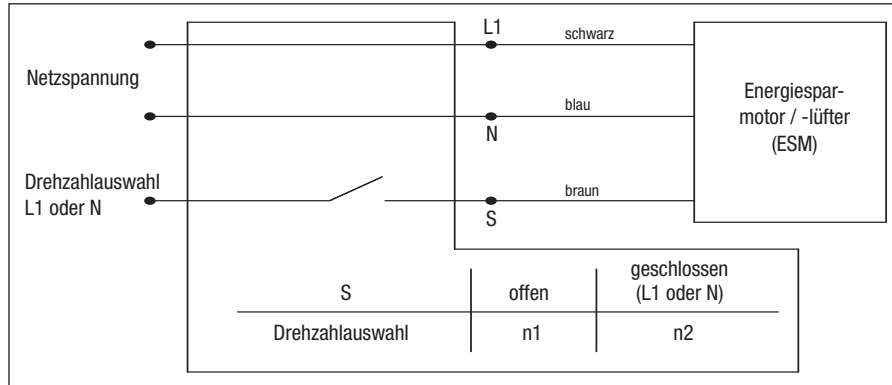 L1
schwarz
Netzspannung
Energiespar-
motor / -lüfter
(ESM)
blau
N
Drehzahlauswahl
L1 oder N
braun
S
S
offen
geschlossen
(L1 oder N)
Drehzahlauswahl
n1
n2